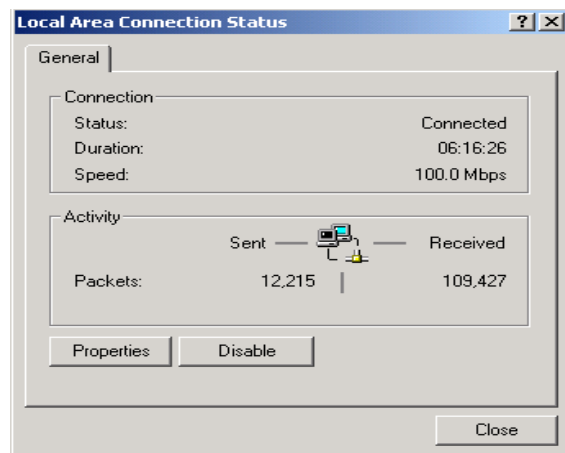 Local Area Connection Status
General
Connection
Status: Connected
Duration: 06:16:26
Speed: 100.0 Mbps
Activity
Sent Received
Packets: 12,215 109,427
Properties Disable
Close